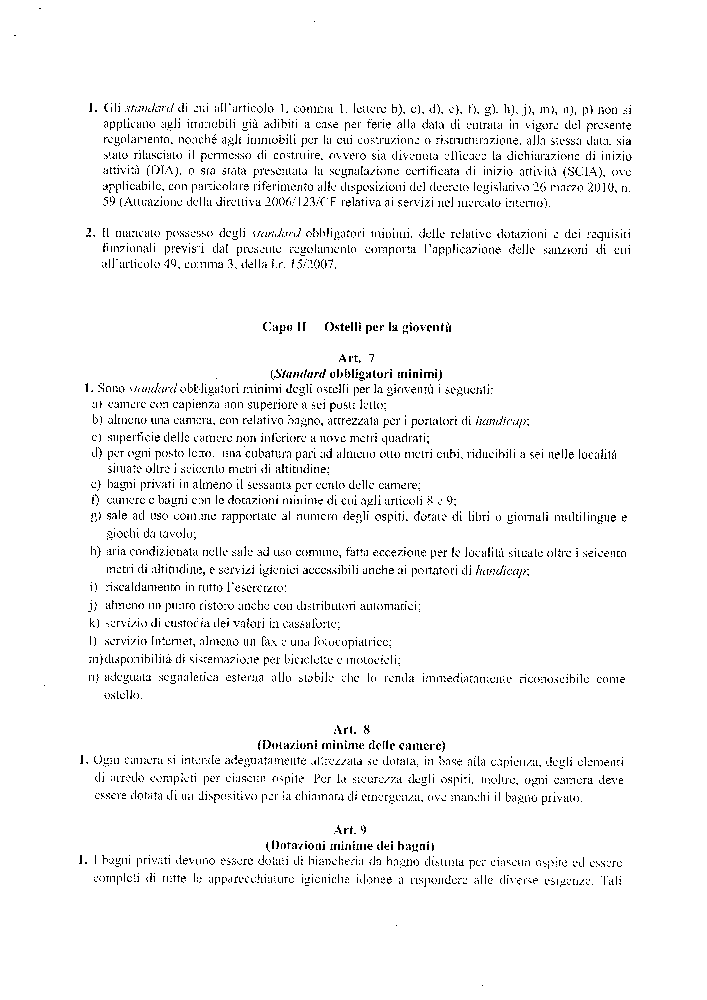 1. Gli standard di cui all'articolo 1, comma 1, lettere b), c), d), e), f), g), h), j), m), n), p) non si
applicano agli immobili già adibiti a case per ferie alla data di entrata in vigore del presente
regolamento, nonché agli immobili per la cui costruzione o ristrutturazione, alla stessa data, sia
stato rilasciato il permesso di costruire, ovvero sia divenuta efficace la dichiarazione di inizio
attività (DIA), o sia stata presentata la segnalazione certificata di inizio attività (SCIA), ove
applicabile, con particolare riferimento alle disposizioni del decreto legislativo 26 marzo 2010, n.
59 (Attuazione della direttiva 2006/123/CE relativa ai servizi nel mercato interno).
2. Il mancato possesso degli standard obbligatori minimi, delle relative dotazioni e dei requisiti
funzionali previsti dal presente regolamento comporta l'applicazione delle sanzioni di cui
all'articolo 49, comma 3, della l.r. 15/2007.
Capo II – Ostelli per la gioventù
Art. 7
(Standard obbligatori minimi)
1. Sono standard obbligatori minimi degli ostelli per la gioventù i seguenti:
a) camere con capienza non superiore a sei posti letto;
b) almeno una camera, con relativo bagno, attrezzata per i portatori di handicap;
c) superficie delle camere non inferiore a nove metri quadrati;
d) per ogni posto letto, una cubatura pari ad almeno otto metri cubi, riducibili a sei nelle località
situate oltre i seicento metri di altitudine;
e) bagni privati in almeno il sessanta per cento delle camere;
f) camere e bagni con le dotazioni minime di cui agli articoli 8 e 9;
g) sale ad uso comune rapportate al numero degli ospiti, dotate di libri o giornali multilingue e
giochi da tavolo;
h) aria condizionata nelle sale ad uso comune, fatta eccezione per le località situate oltre i seicento
metri di altitudine, e servizi igienici accessibili anche ai portatori di handicap;
i) riscaldamento in tutto l'esercizio;
j) almeno un punto ristoro anche con distributori automatici;
k) servizio di custodia dei valori in cassaforte;
l) servizio Internet, almeno un fax e una fotocopiatrice;
m) disponibilità di sistemazione per biciclette e motocicli;
n) adeguata segnaletica esterna allo stabile che lo renda immediatamente riconoscibile come
ostello.
Art. 8
(Dotazioni minime delle camere)
1. Ogni camera si intende adeguatamente attrezzata se dotata, in base alla capienza, degli elementi
di arredo completi per ciascun ospite. Per la sicurezza degli ospiti, inoltre, ogni camera deve
essere dotata di un dispositivo per la chiamata di emergenza, ove manchi il bagno privato.
Art. 9
(Dotazioni minime dei bagni)
1. I bagni privati devono essere dotati di biancheria da bagno distinta per ciascun ospite ed essere
completi di tutte le apparecchiature igieniche idonee a rispondere alle diverse esigenze. Tali